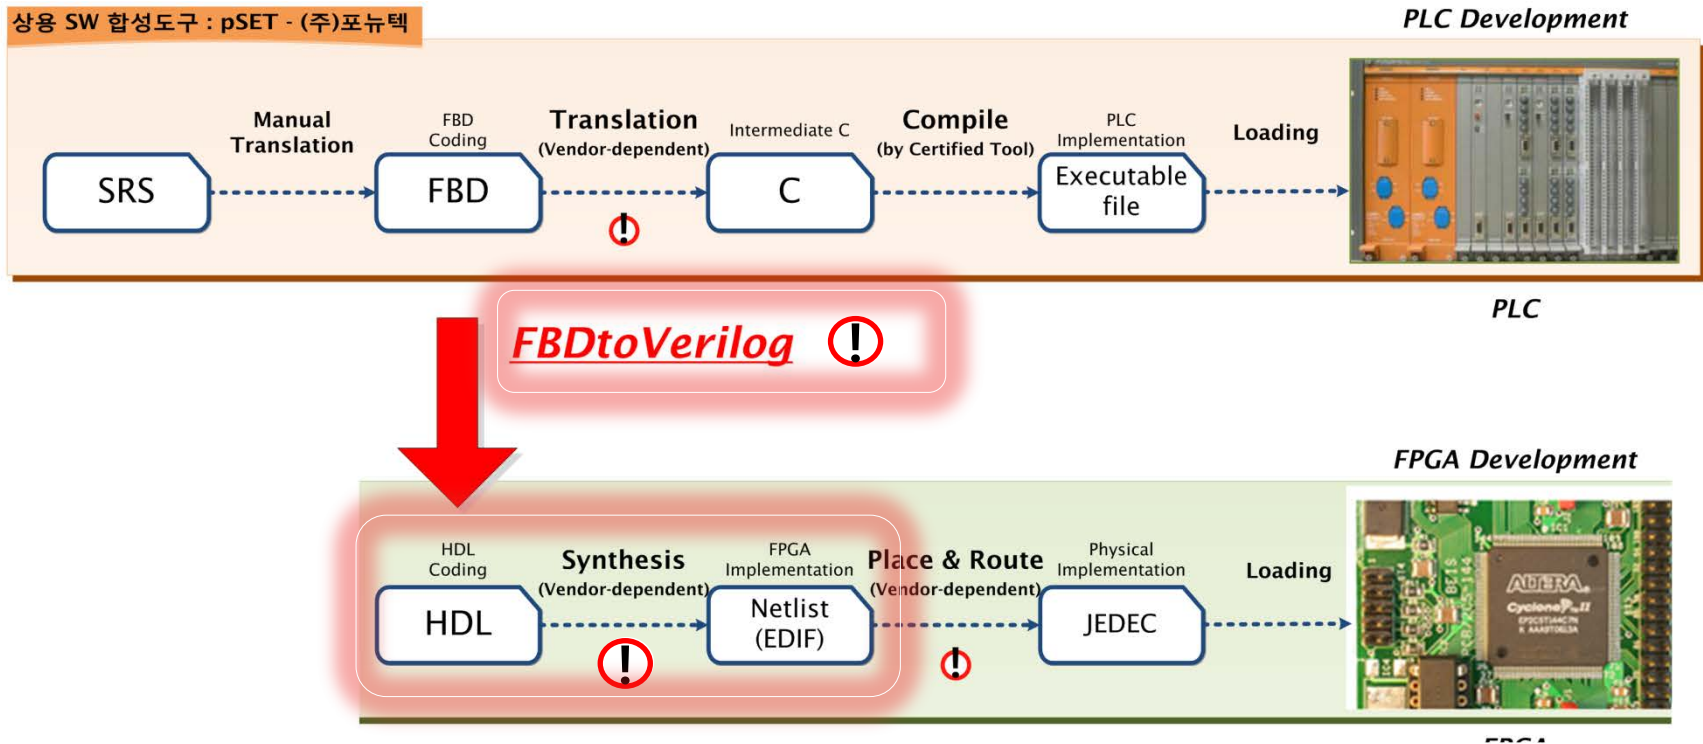 상용 SW 합성도구 : pSET - (주)포뉴텍
PLC Development
Manual
Translation
FBD
Coding
Translation
(Vendor-dependent)
Intermediate C
Compile
(by Certified Tool)
PLC
Implementation
Loading
SRS
FBD
C
Executable
file
!
PLC
FBDtoVerilog
!
FPGA Development
HDL
Coding
Synthesis
(Vendor-dependent)
FPGA
Implementation
Place & Route
(Vendor-dependent)
Physical
Implementation
Loading
HDL
Netlist
(EDIF)
JEDEC
!
!
ALTERA
Cyclone II
FPGA